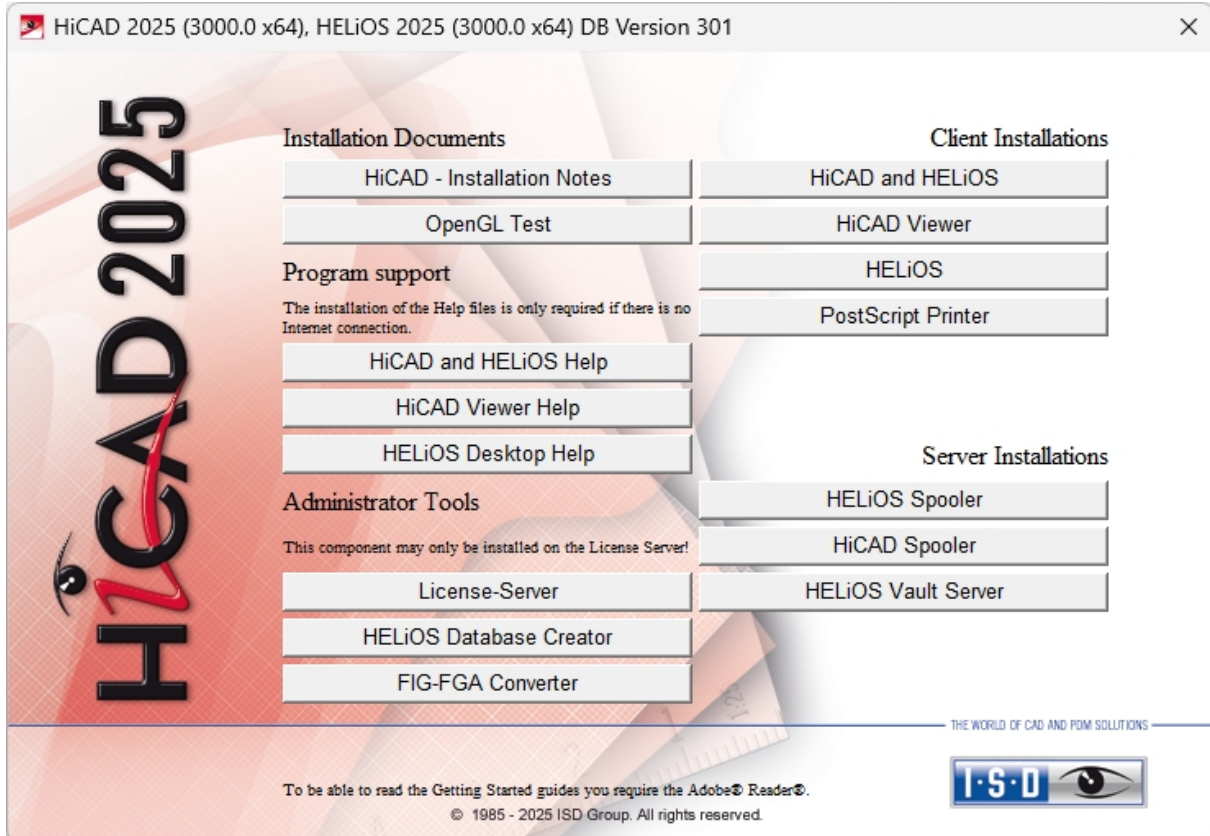 HiCAD 2025 (3000.0 x64), HELiOS 2025 (3000.0 x64) DB Version 301
HiCAD 2025
Installation Documents
HiCAD - Installation Notes
OpenGL Test
Program support
The installation of the Help files is only required if there is no
Internet connection.
HiCAD and HELiOS Help
HiCAD Viewer Help
HELiOS Desktop Help
Administrator Tools
This component may only be installed on the License Server!
License-Server
HELiOS Database Creator
FIG-FGA Converter
Client Installations
HiCAD and HELiOS
HiCAD Viewer
HELiOS
PostScript Printer
Server Installations
HELiOS Spooler
HiCAD Spooler
HELiOS Vault Server
THE WORLD OF CAD AND PDM SOLUTIONS
I·S·D
To be able to read the Getting Started guides you require the Adobe® Reader®.
© 1985 - 2025 ISD Group. All rights reserved.